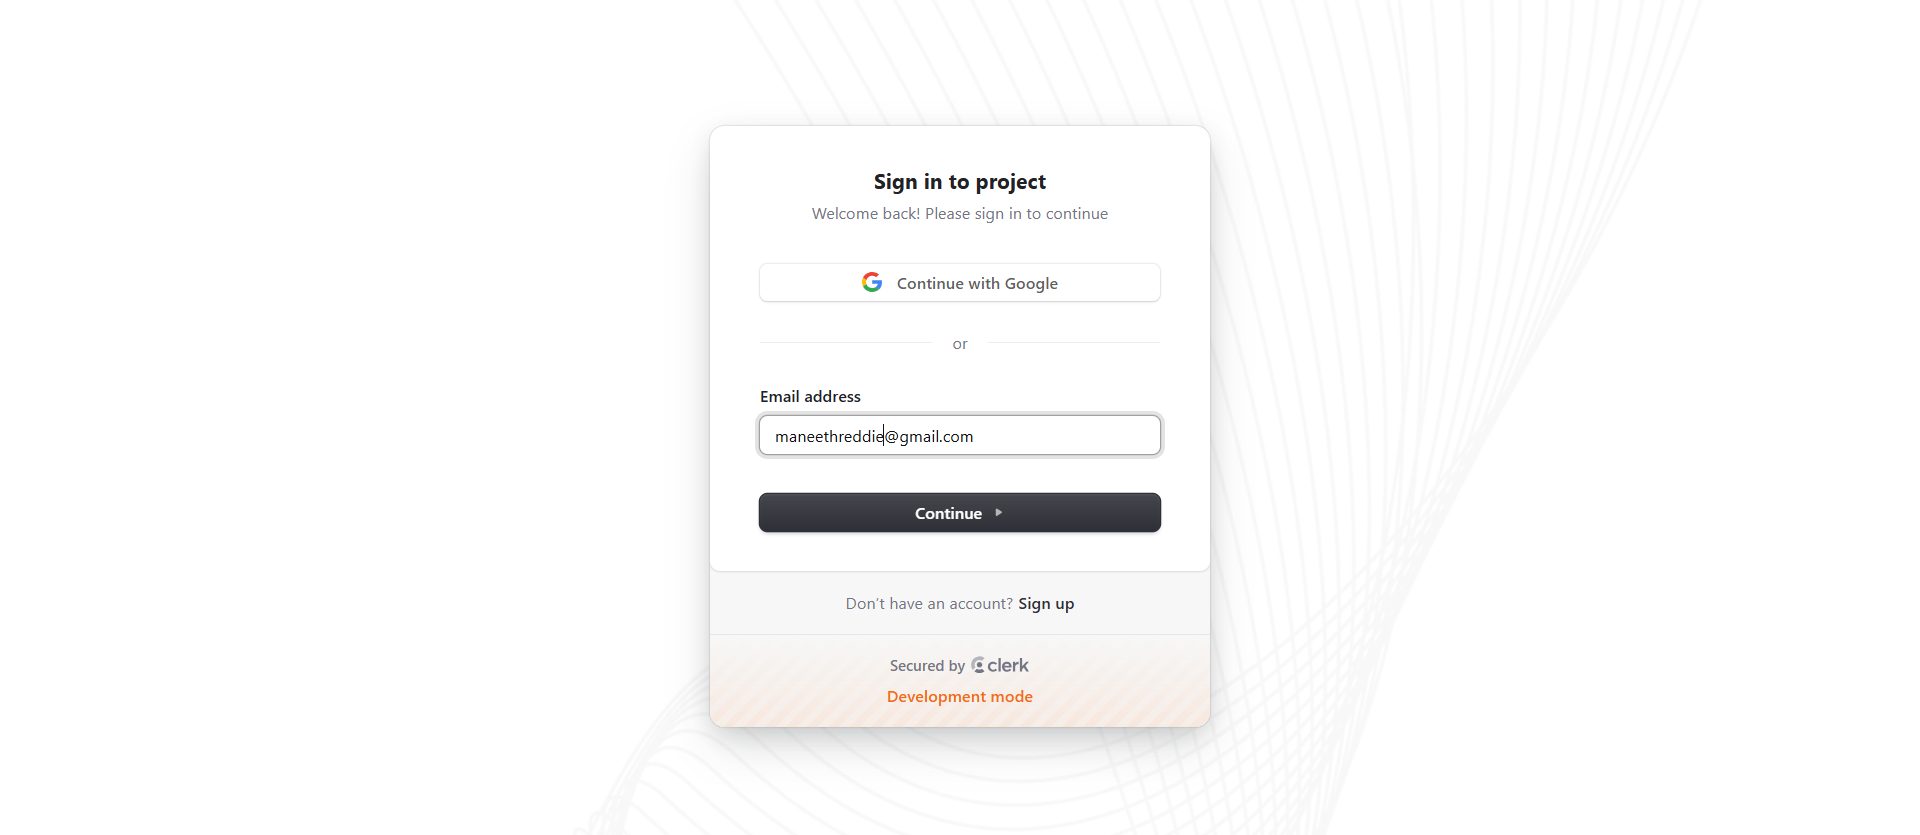 Sign in to project
Welcome back! Please sign in to continue
Continue with Google
or
Email address
maneethreddie@gmail.com
Continue
Don't have an account? Sign up
Secured by clerk
Development mode